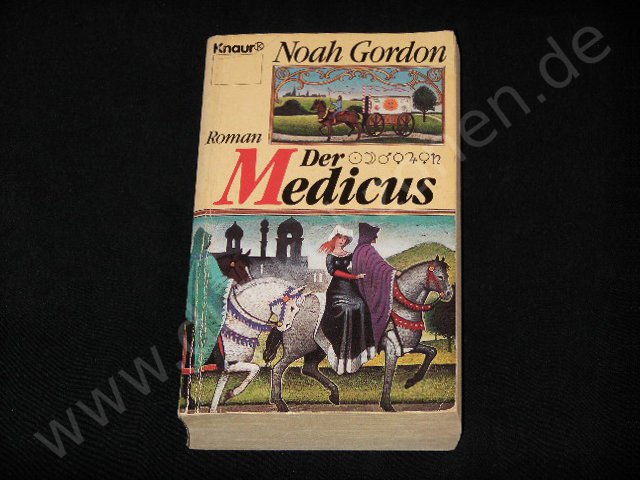 Knaur®
Noah Gordon
Roman
Der ☉☽♂☿♃♀♄
Medicus